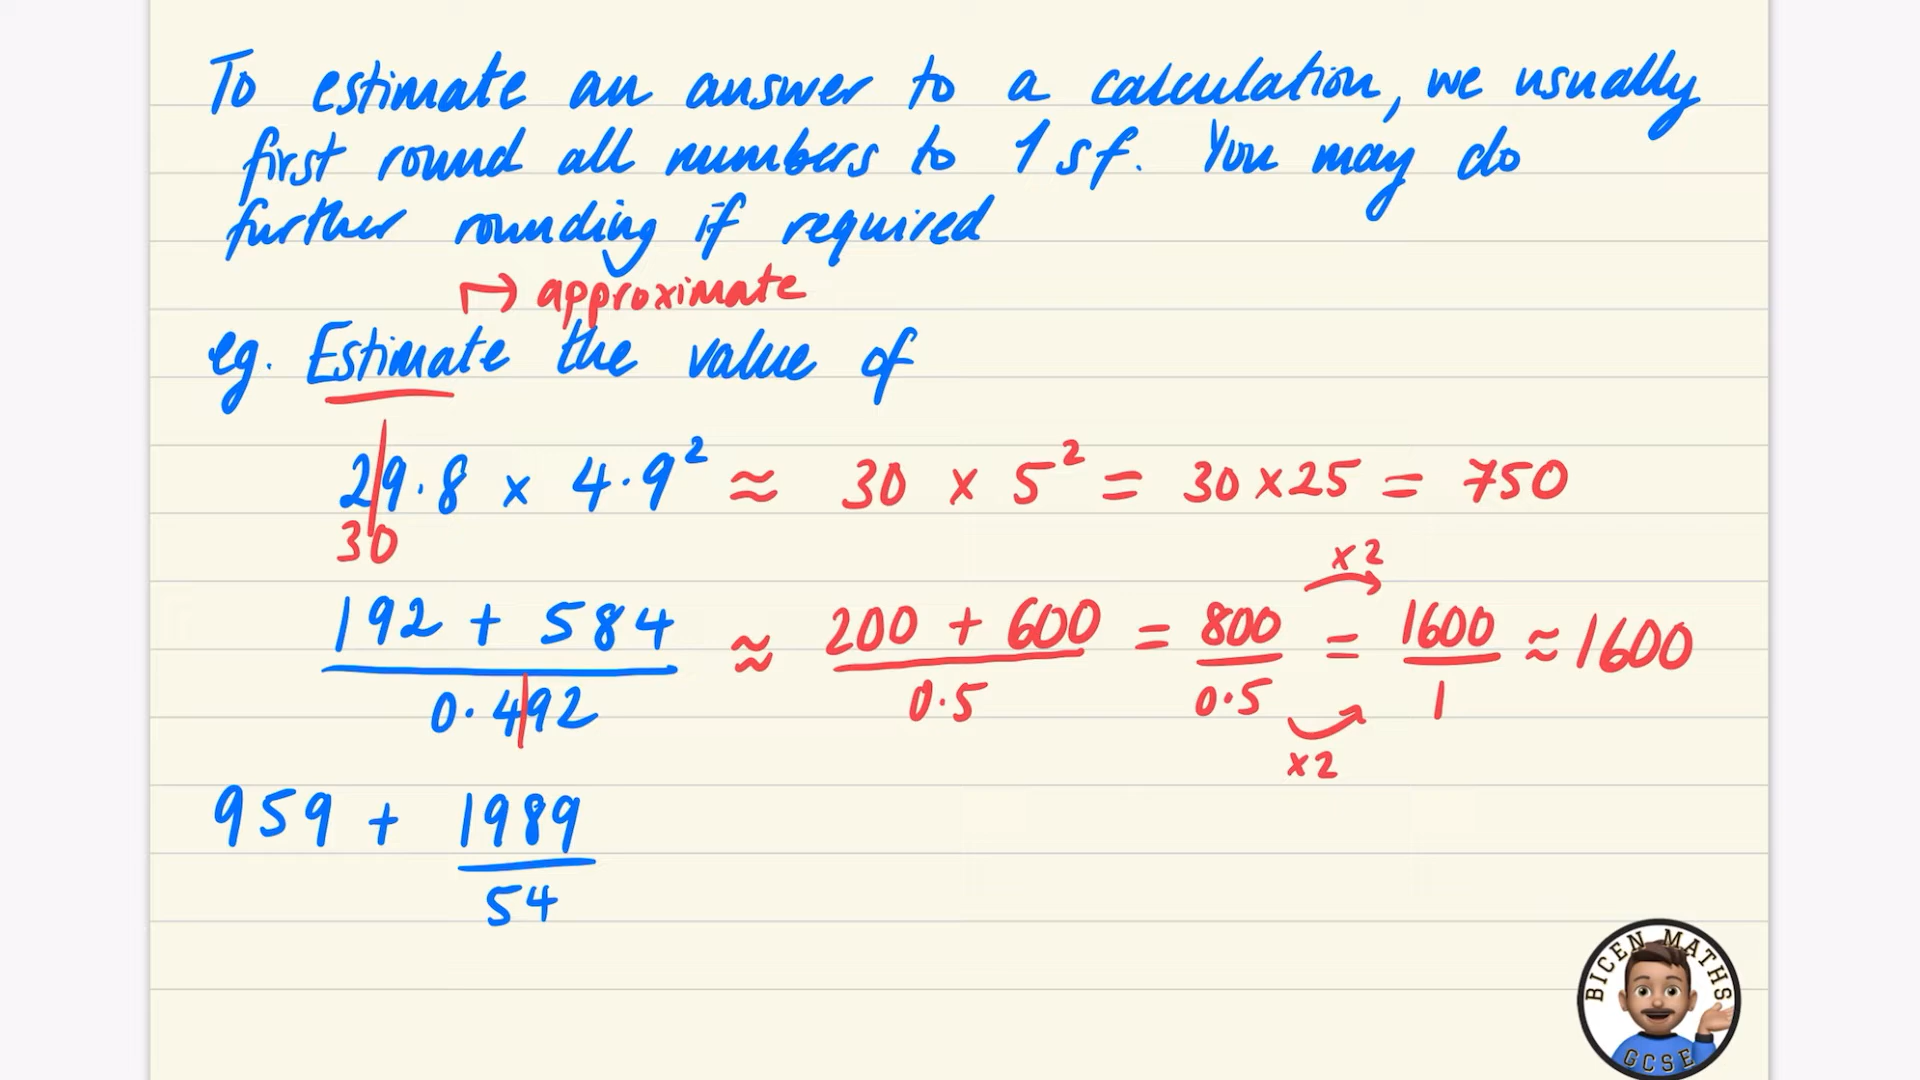 To estimate an answer to a calculation, we usually
first round all numbers to 1 sf. You may do
further rounding if required
↦ approximate
eg. Estimate the value of
29.8 × 4.9² ≈ 30 × 5² = 30 × 25 = 750
30
×2
192 + 584 ≈ 200 + 600 = 800 = 1600 ≈ 1600
0.492 0.5 0.5 1
×2
959 + 1989
54
BICEN MATHS
GCSE